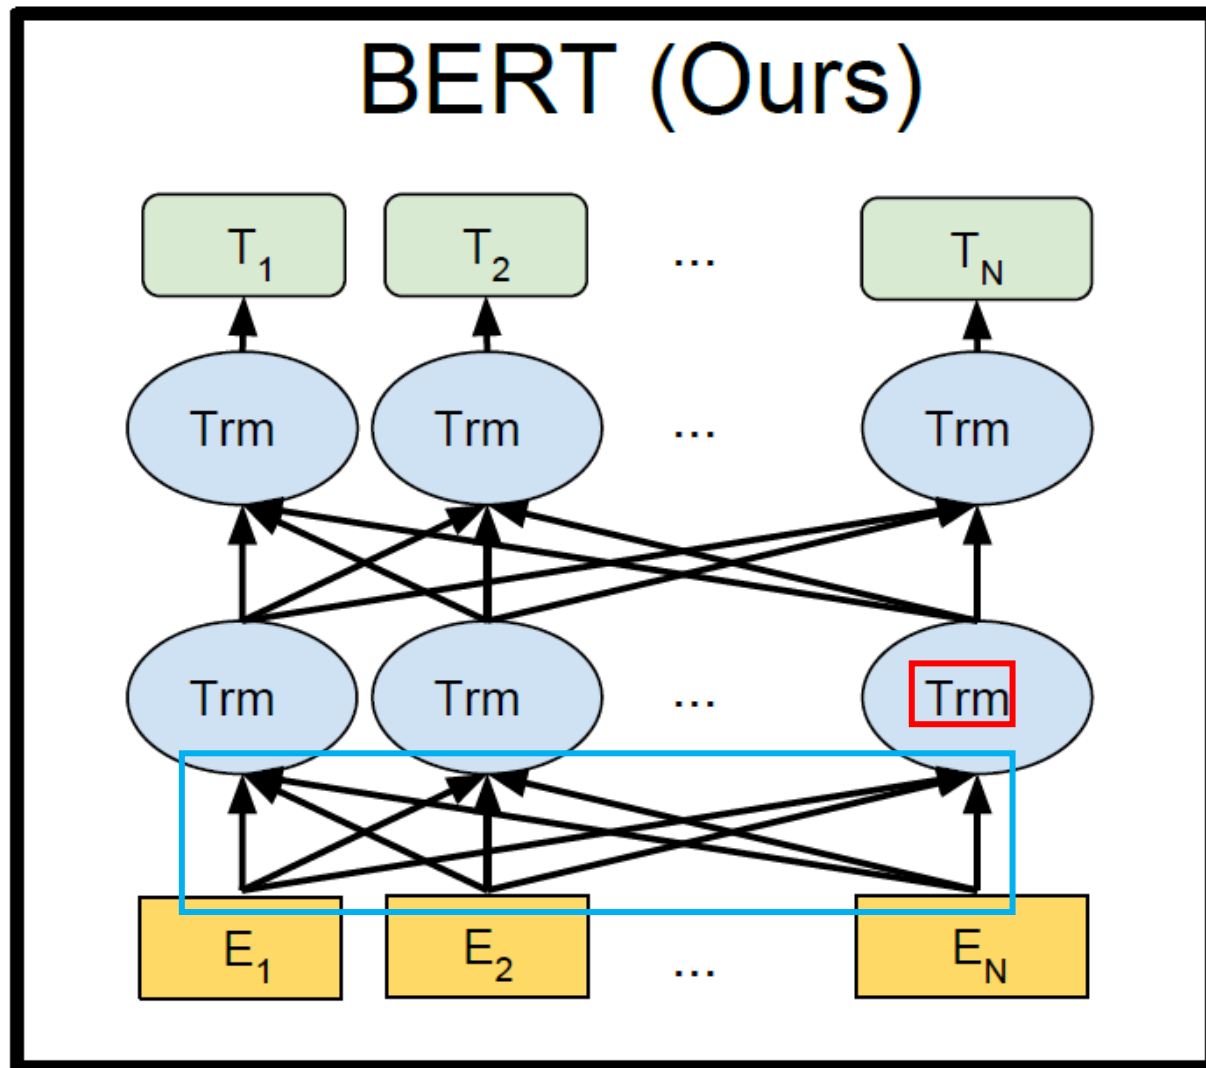 BERT (Ours)
T1 T2 ... TN
Trm Trm ... Trm
Trm Trm ... Trm
E1 E2 ... EN